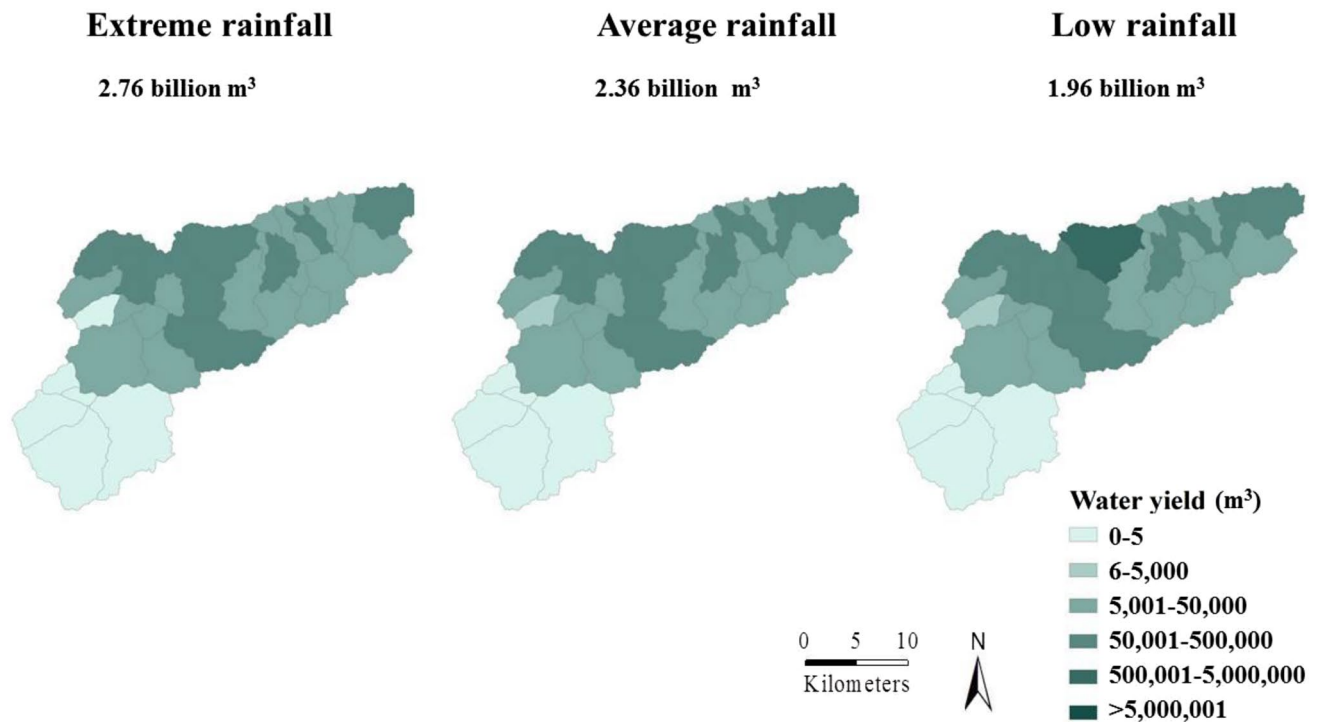 Extreme rainfall
Average rainfall
Low rainfall
2.76 billion m³
2.36 billion m³
1.96 billion m³
Water yield (m³)
0-5
6-5,000
5,001-50,000
50,001-500,000
500,001-5,000,000
>5,000,001
0 5 10
Kilometers
N